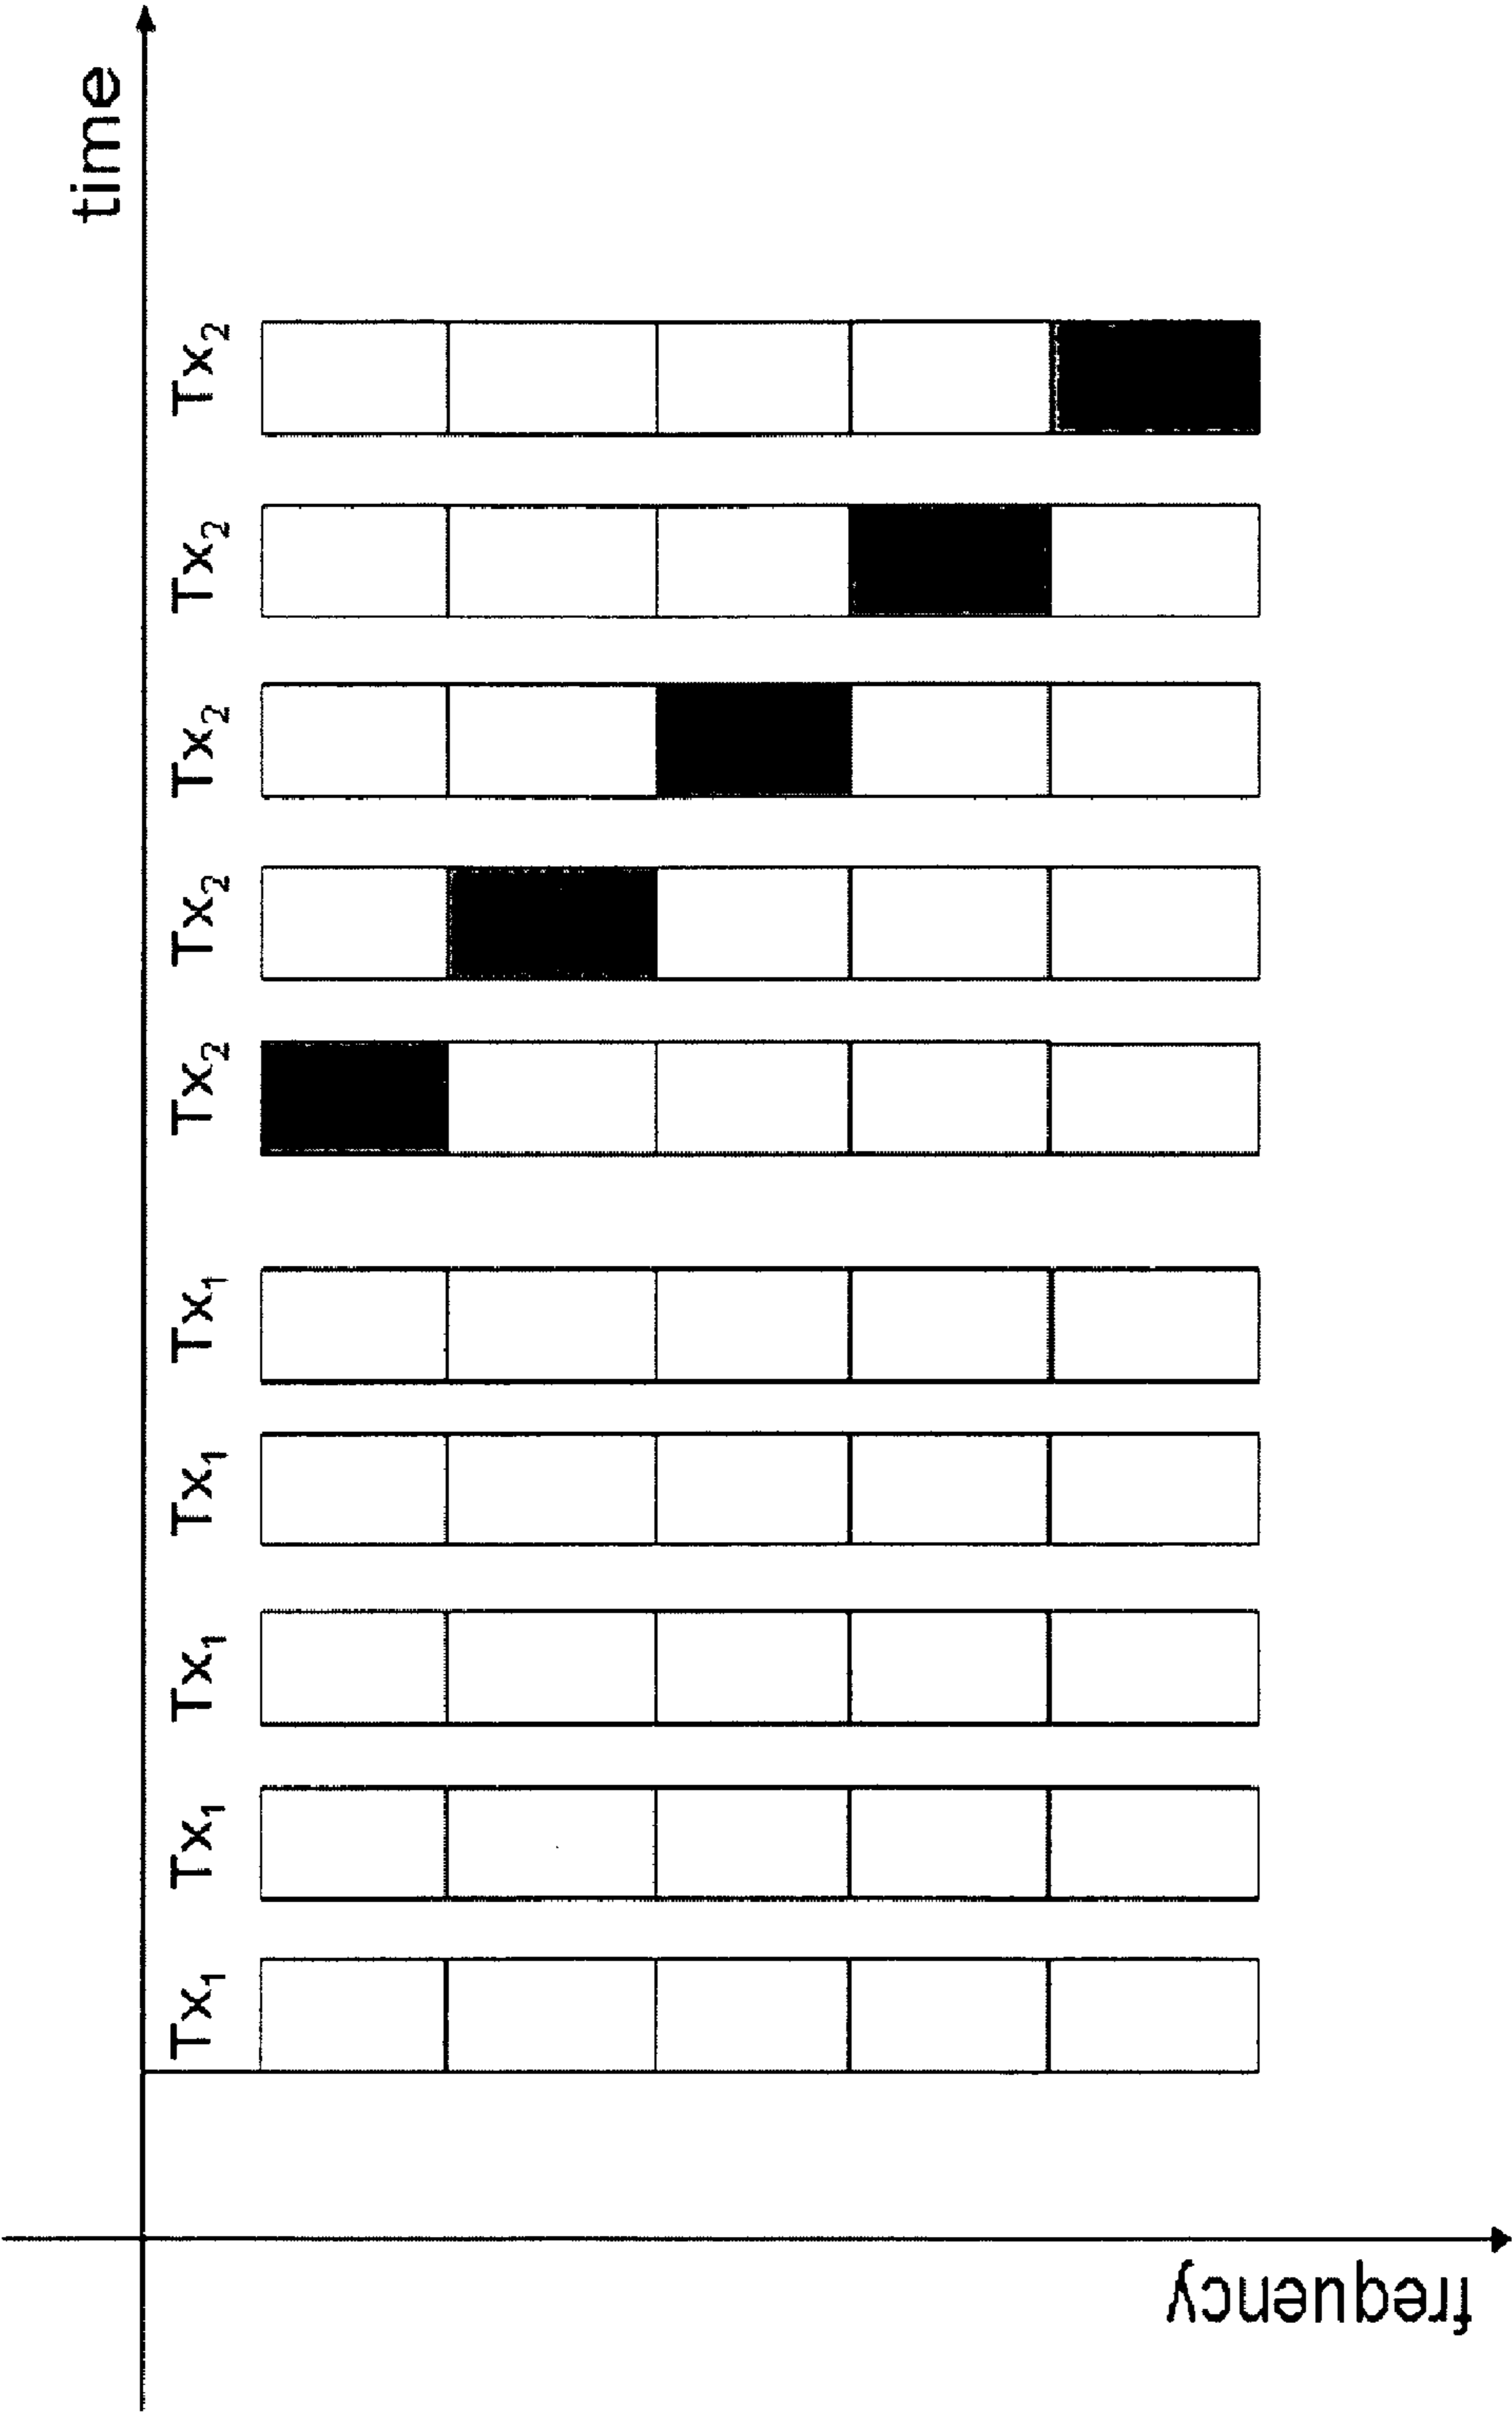 time
Tx₁
Tx₁
Tx₁
Tx₁
Tx₁
Tx₂
Tx₂
Tx₂
Tx₂
Tx₂
frequency